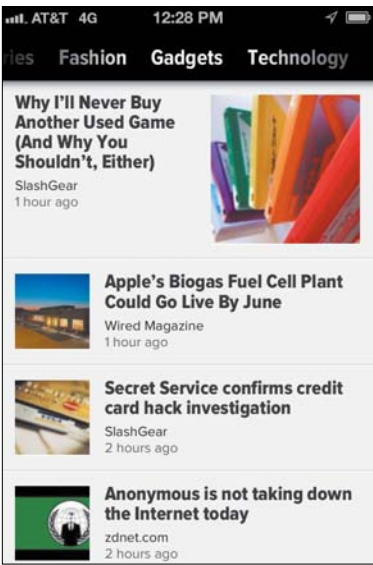 AT&T 4G 12:28 PM
ries Fashion Gadgets Technology
Why I'll Never Buy
Another Used Game
(And Why You
Shouldn't, Either)
SlashGear
1 hour ago
Apple's Biogas Fuel Cell Plant
Could Go Live By June
Wired Magazine
1 hour ago
Secret Service confirms credit
card hack investigation
SlashGear
2 hours ago
Anonymous is not taking down
the Internet today
zdnet.com
2 hours ago